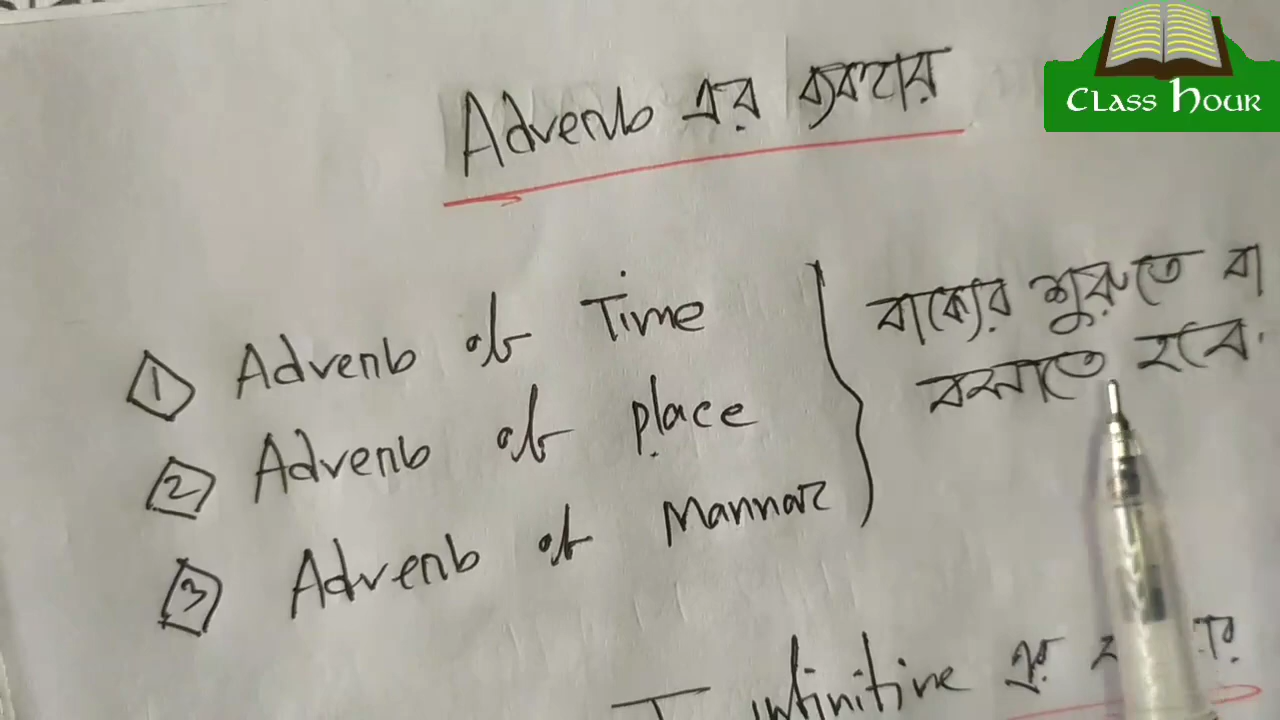 CLASS HOUR
Adverb এর ব্যবহার
1 Adverb of Time
2 Adverb of place
3 Adverb of Mannar
বাক্যের শুরুতে বা
বসাতে হবে.
Infinitive এর